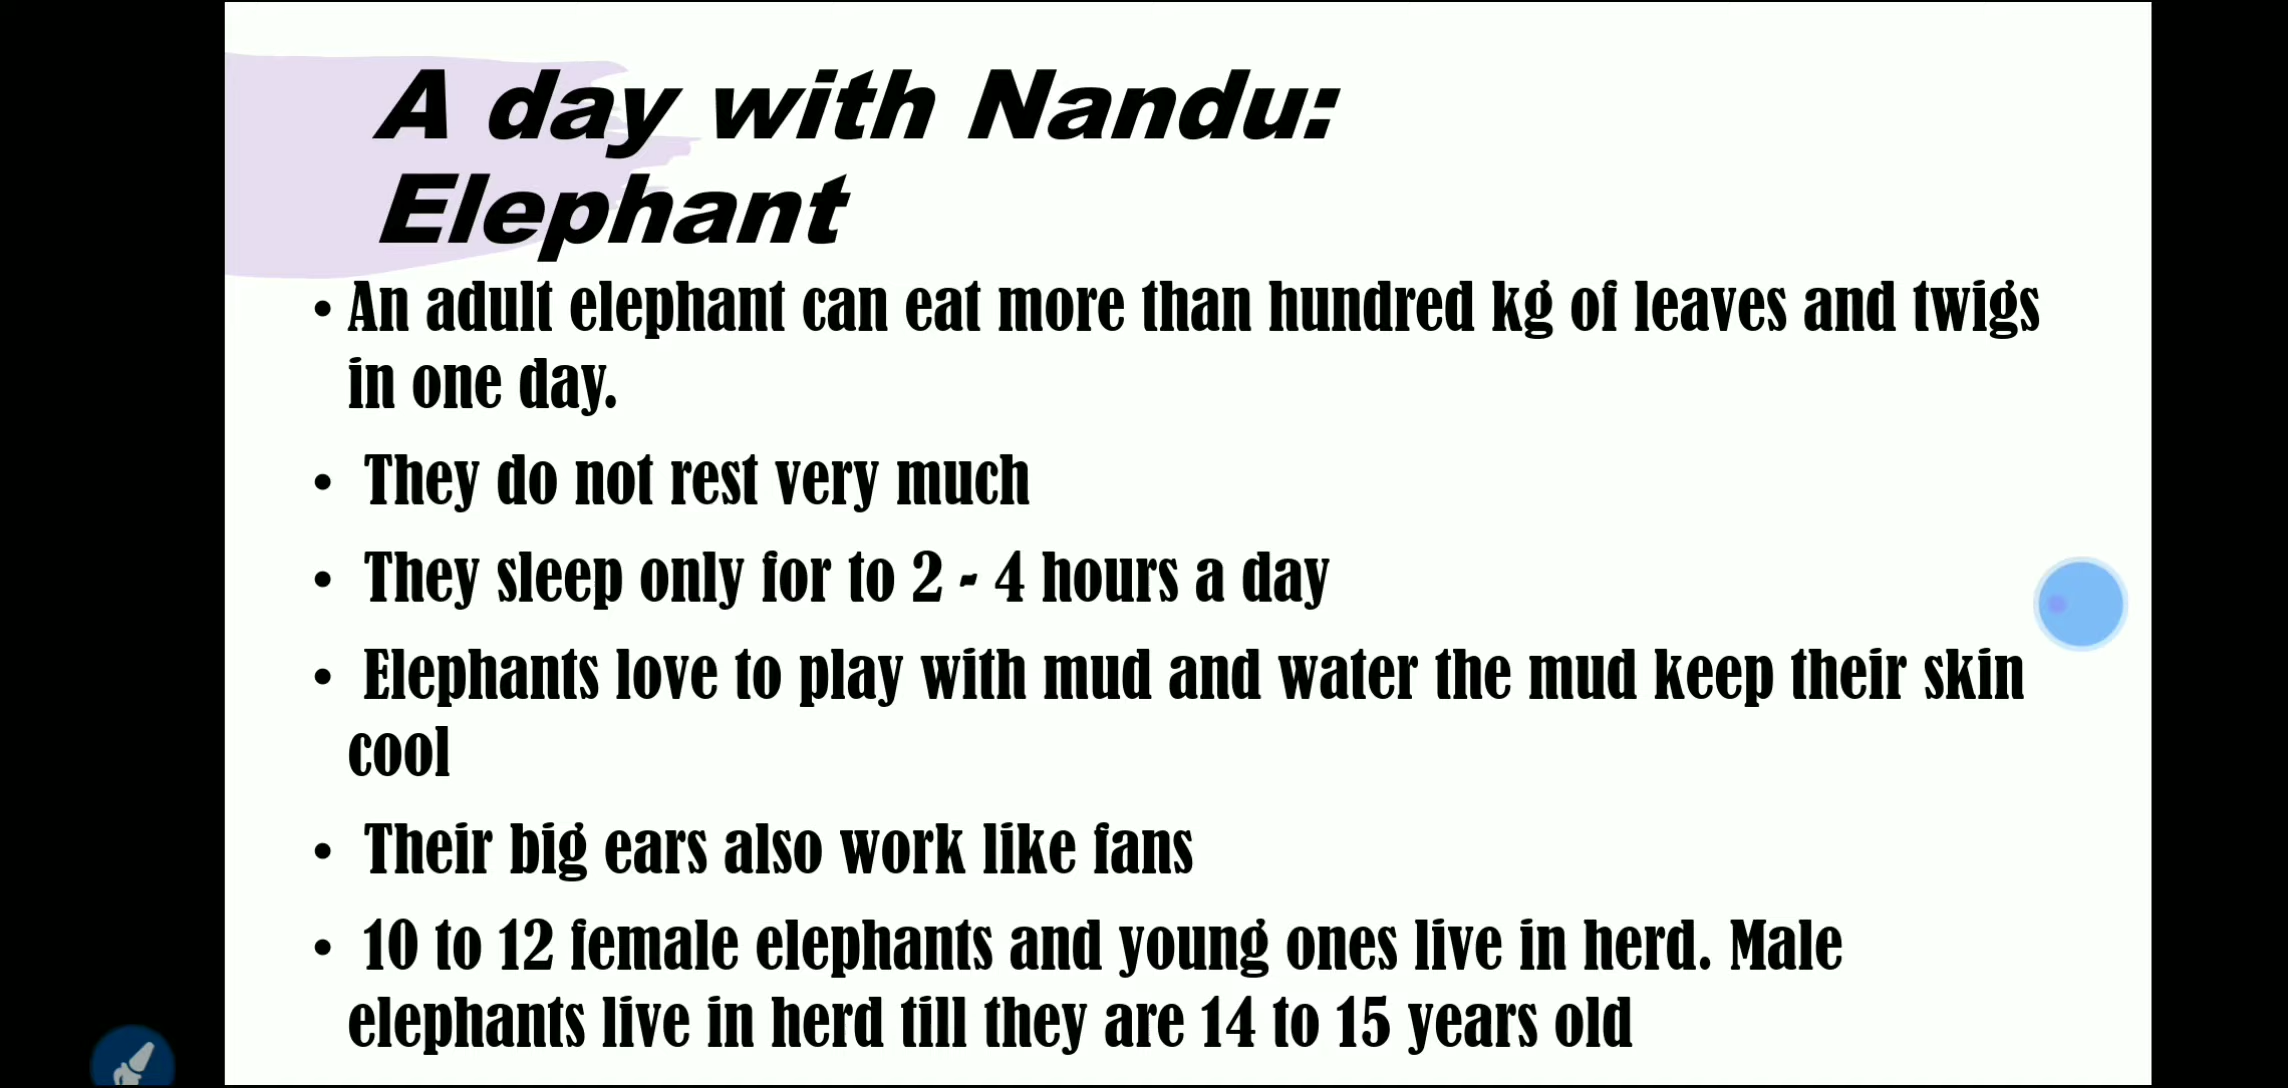 A day with Nandu:
Elephant
• An adult elephant can eat more than hundred kg of leaves and twigs
in one day.
• They do not rest very much
• They sleep only for to 2 - 4 hours a day
• Elephants love to play with mud and water the mud keep their skin
cool
• Their big ears also work like fans
• 10 to 12 female elephants and young ones live in herd. Male
elephants live in herd till they are 14 to 15 years old